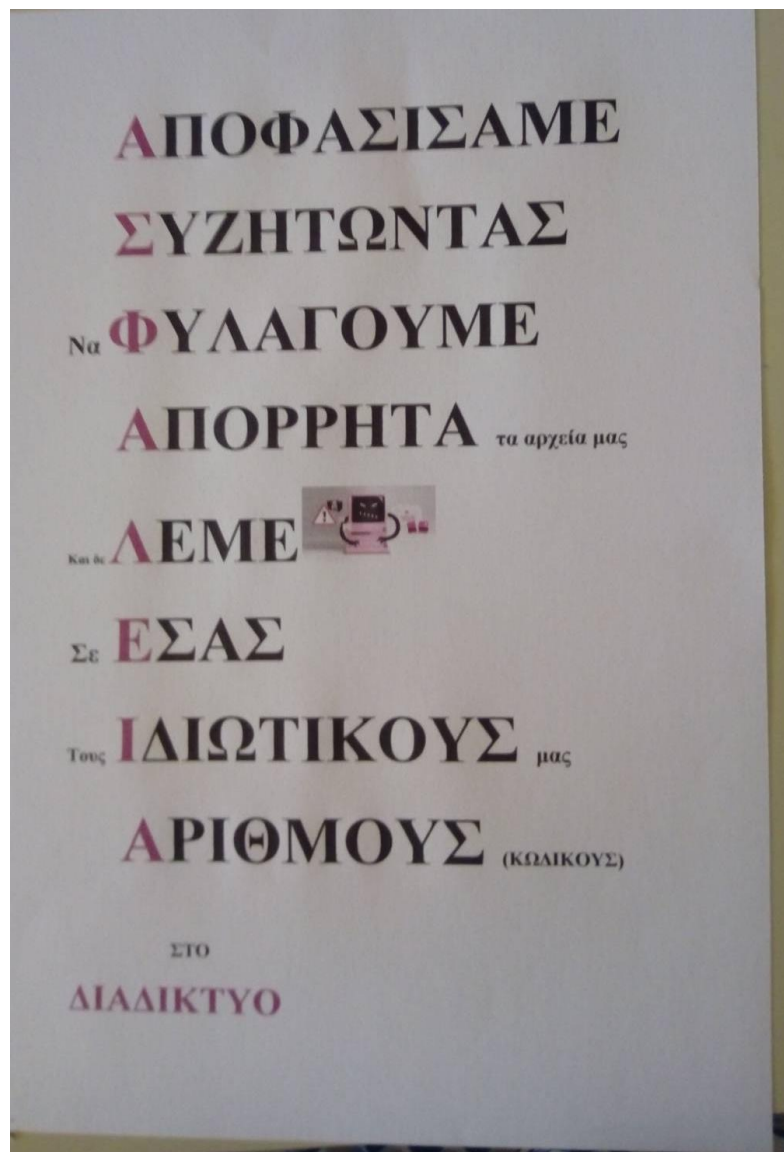 ΑΠΟΦΑΣΙΣΑΜΕ
ΣΥΖΗΤΩΝΤΑΣ
Να ΦΥΛΑΓΟΥΜΕ
ΑΠΟΡΡΗΤΑ τα αρχεία μας
Και δε ΛΕΜΕ
Σε ΕΣΑΣ
Τους ΙΔΙΩΤΙΚΟΥΣ μας
ΑΡΙΘΜΟΥΣ (ΚΩΔΙΚΟΥΣ)
ΣΤΟ
ΔΙΑΔΙΚΤΥΟ